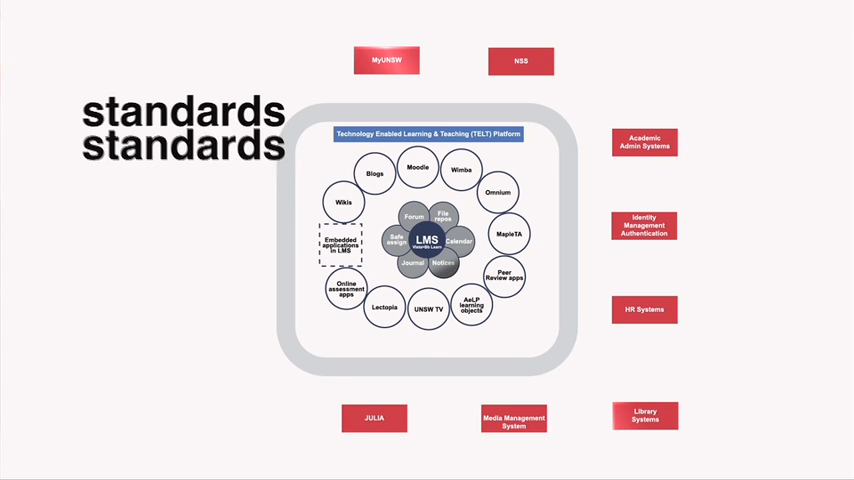 MyUNSW
NSS
standards
standards
Technology Enabled Learning & Teaching (TELT) Platform
Academic
Admin Systems
Moodle
Blogs
Wimba
Omnium
Wikis
Forum
File
repos
Identity
Management
Authentication
Embedded
applications
in LMS
Safe
assign
LMS
Calendar
MapleTA
Journal
Notices
Peer
Review apps
Online
assessment
apps
Lectopia
UNSW TV
AeLP
learning
objects
HR Systems
JULIA
Media Management
System
Library
Systems